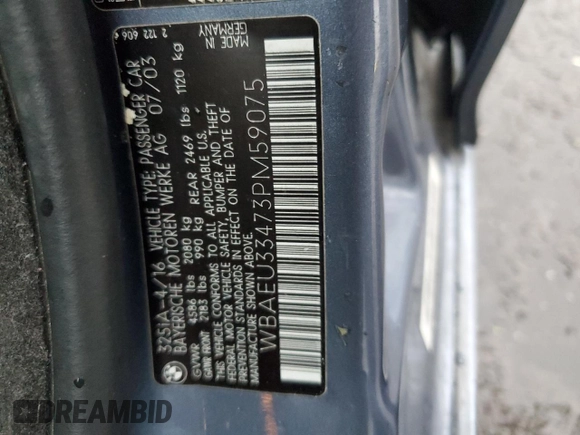 325iA-4/16 VEHICLE TYPE: PASSENGER CAR
BAYERISCHE MOTOREN WERKE AG 07/03
GVWR 4586 lbs 2080 kg
GAWR FRONT 2183 lbs 990 kg REAR 2469 lbs 1120 kg
THIS VEHICLE CONFORMS TO ALL APPLICABLE U.S.
FEDERAL MOTOR VEHICLE SAFETY, BUMPER AND THEFT
PREVENTION STANDARDS IN EFFECT ON THE DATE OF
MANUFACTURE SHOWN ABOVE.
WBAEU33473PM59075
2 122 606
MADE IN
GERMANY
DREAMBID